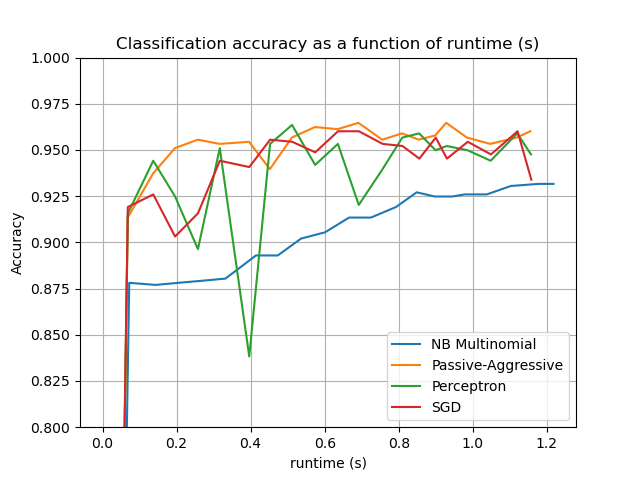 Classification accuracy as a function of runtime (s)
1.000
0.975
0.950
0.925
0.900
0.875
0.850
0.825
0.800
Accuracy
0.0 0.2 0.4 0.6 0.8 1.0 1.2
runtime (s)
NB Multinomial
Passive-Aggressive
Perceptron
SGD